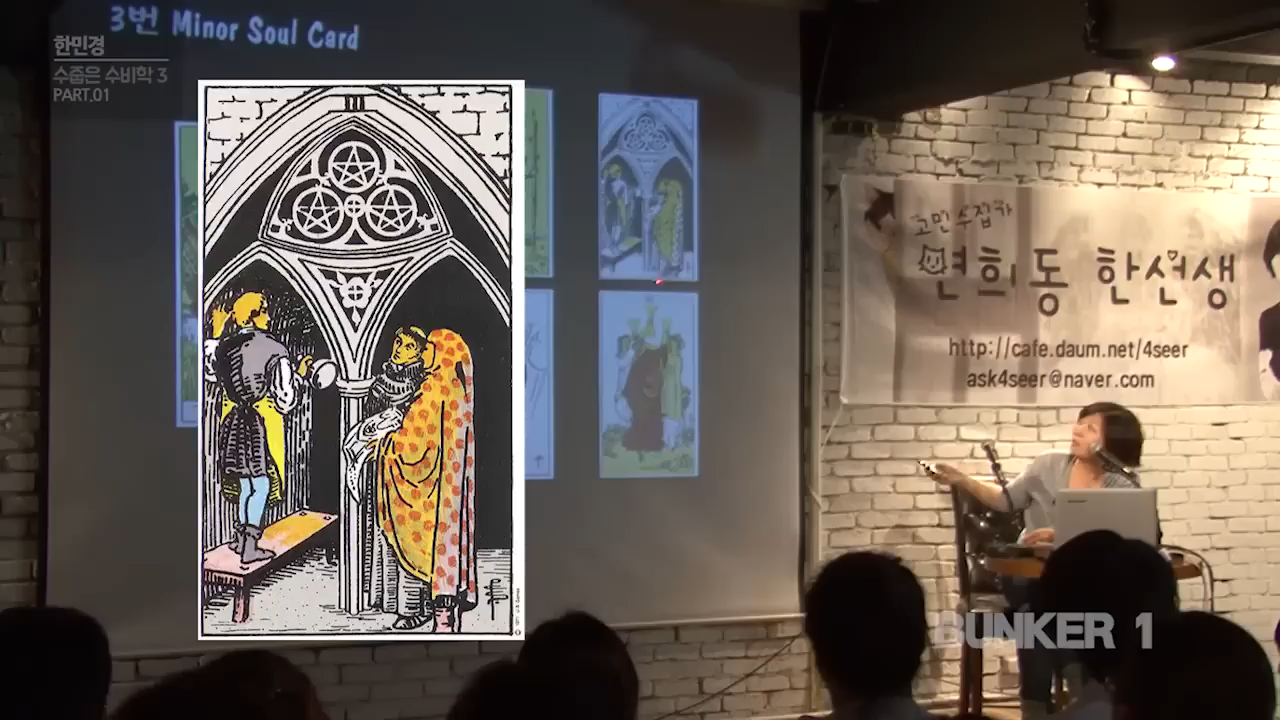 3번 Minor Soul Card
한민경
수줍은 수비학 3
PART.01
고민수집가
연희동 한선생
http://cafe.daum.net/4seer
ask4seer@naver.com
BUNKER 1